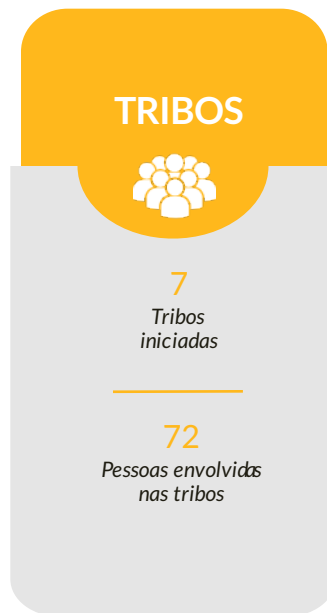 TRIBOS
7
Tribos
iniciadas
72
Pessoas envolvidas
nas tribos